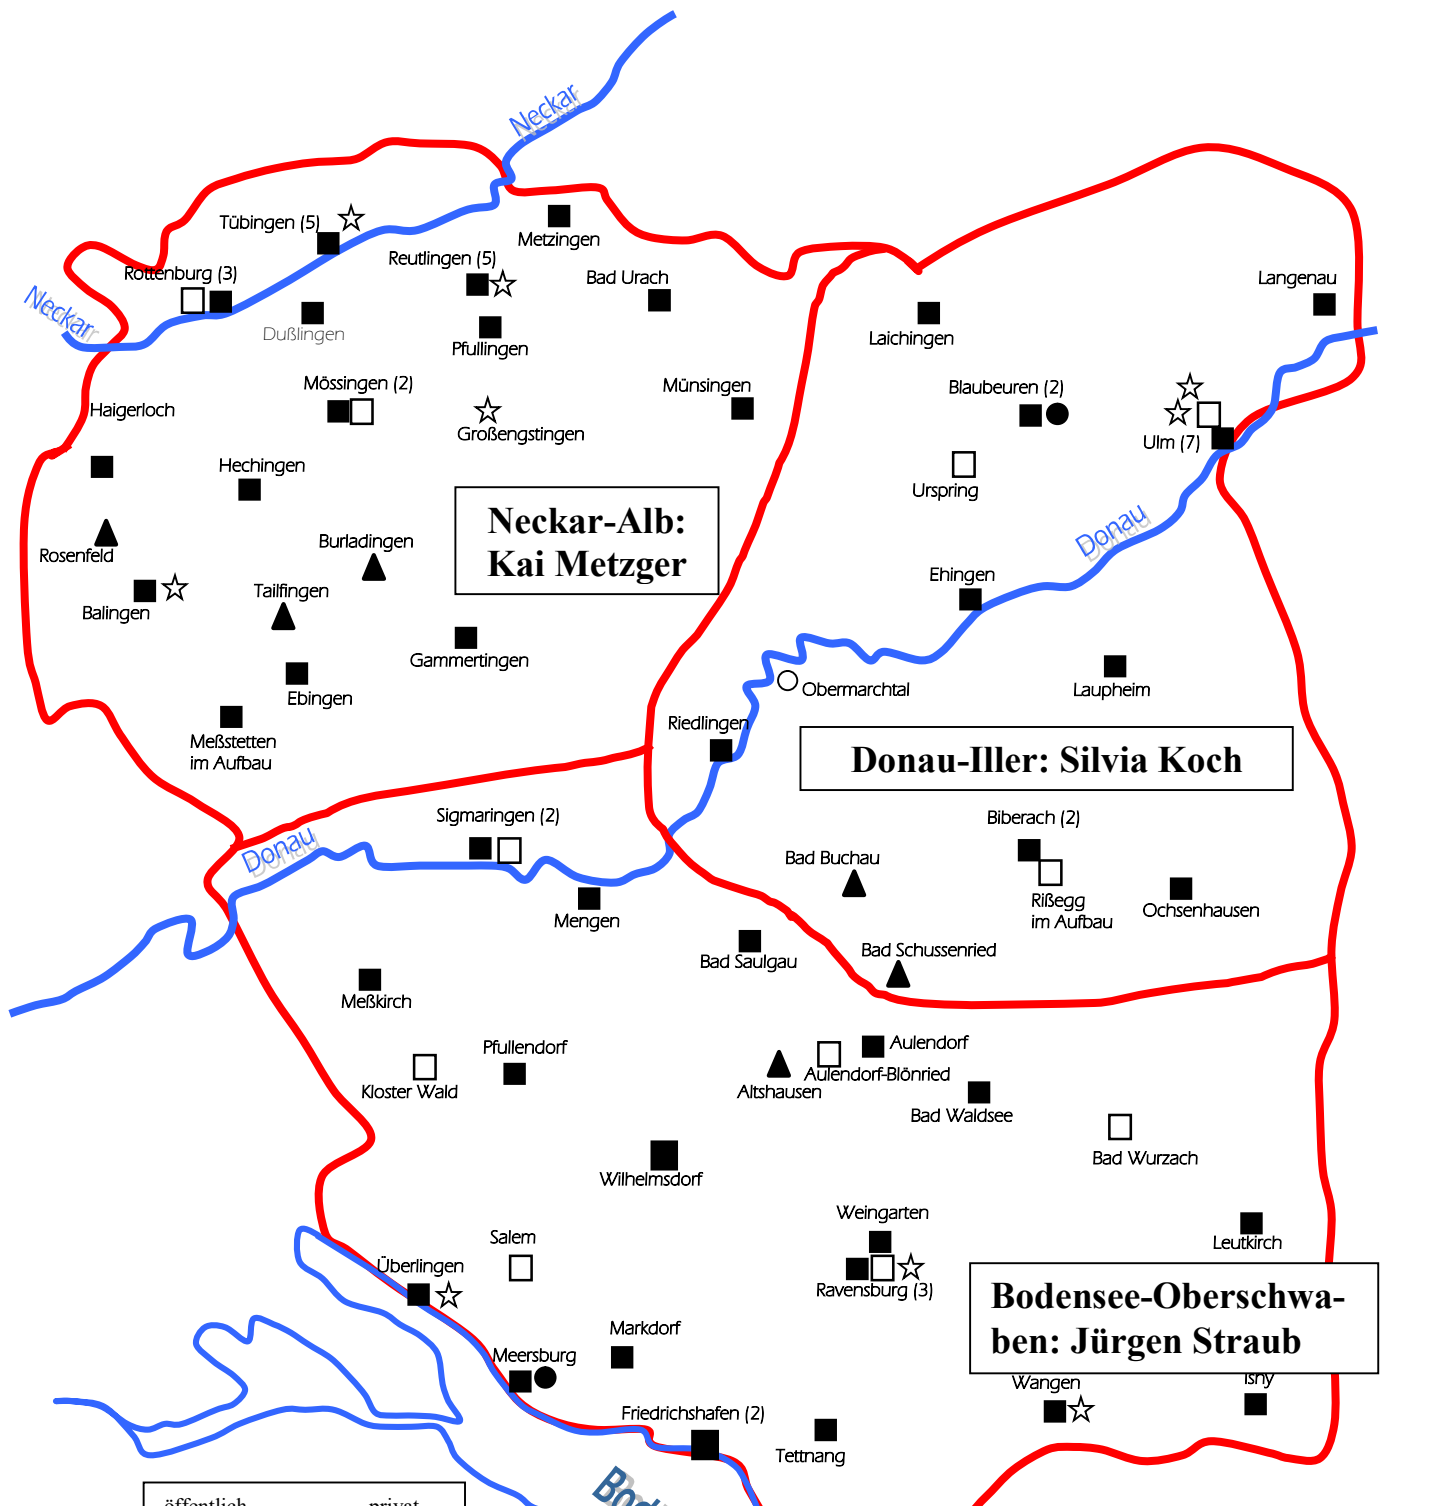 Neckar
Tübingen (5)
Metzingen
Reutlingen (5)
Rottenburg (3)
Bad Urach
Langenau
Neckar
Dußlingen
Pfullingen
Laichingen
Mössingen (2)
Münsingen
Blaubeuren (2)
Haigerloch
Großengstingen
Ulm (7)
Hechingen
Urspring
Neckar-Alb:
Kai Metzger
Donau
Rosenfeld
Burladingen
Ehingen
Tailfingen
Balingen
Gammertingen
Obermarchtal
Laupheim
Ebingen
Riedlingen
Meßstetten
im Aufbau
Donau-Iller: Silvia Koch
Sigmaringen (2)
Biberach (2)
Donau
Bad Buchau
Rißegg
im Aufbau
Ochsenhausen
Mengen
Bad Saulgau
Bad Schussenried
Meßkirch
Pfullendorf
Aulendorf
Aulendorf-Blönried
Kloster Wald
Altshausen
Bad Waldsee
Bad Wurzach
Wilhelmsdorf
Weingarten
Salem
Leutkirch
Überlingen
Ravensburg (3)
Bodensee-Oberschwa-
ben: Jürgen Straub
Markdorf
Meersburg
Wangen
Isny
Friedrichshafen (2)
Tettnang
öffentlich
privat